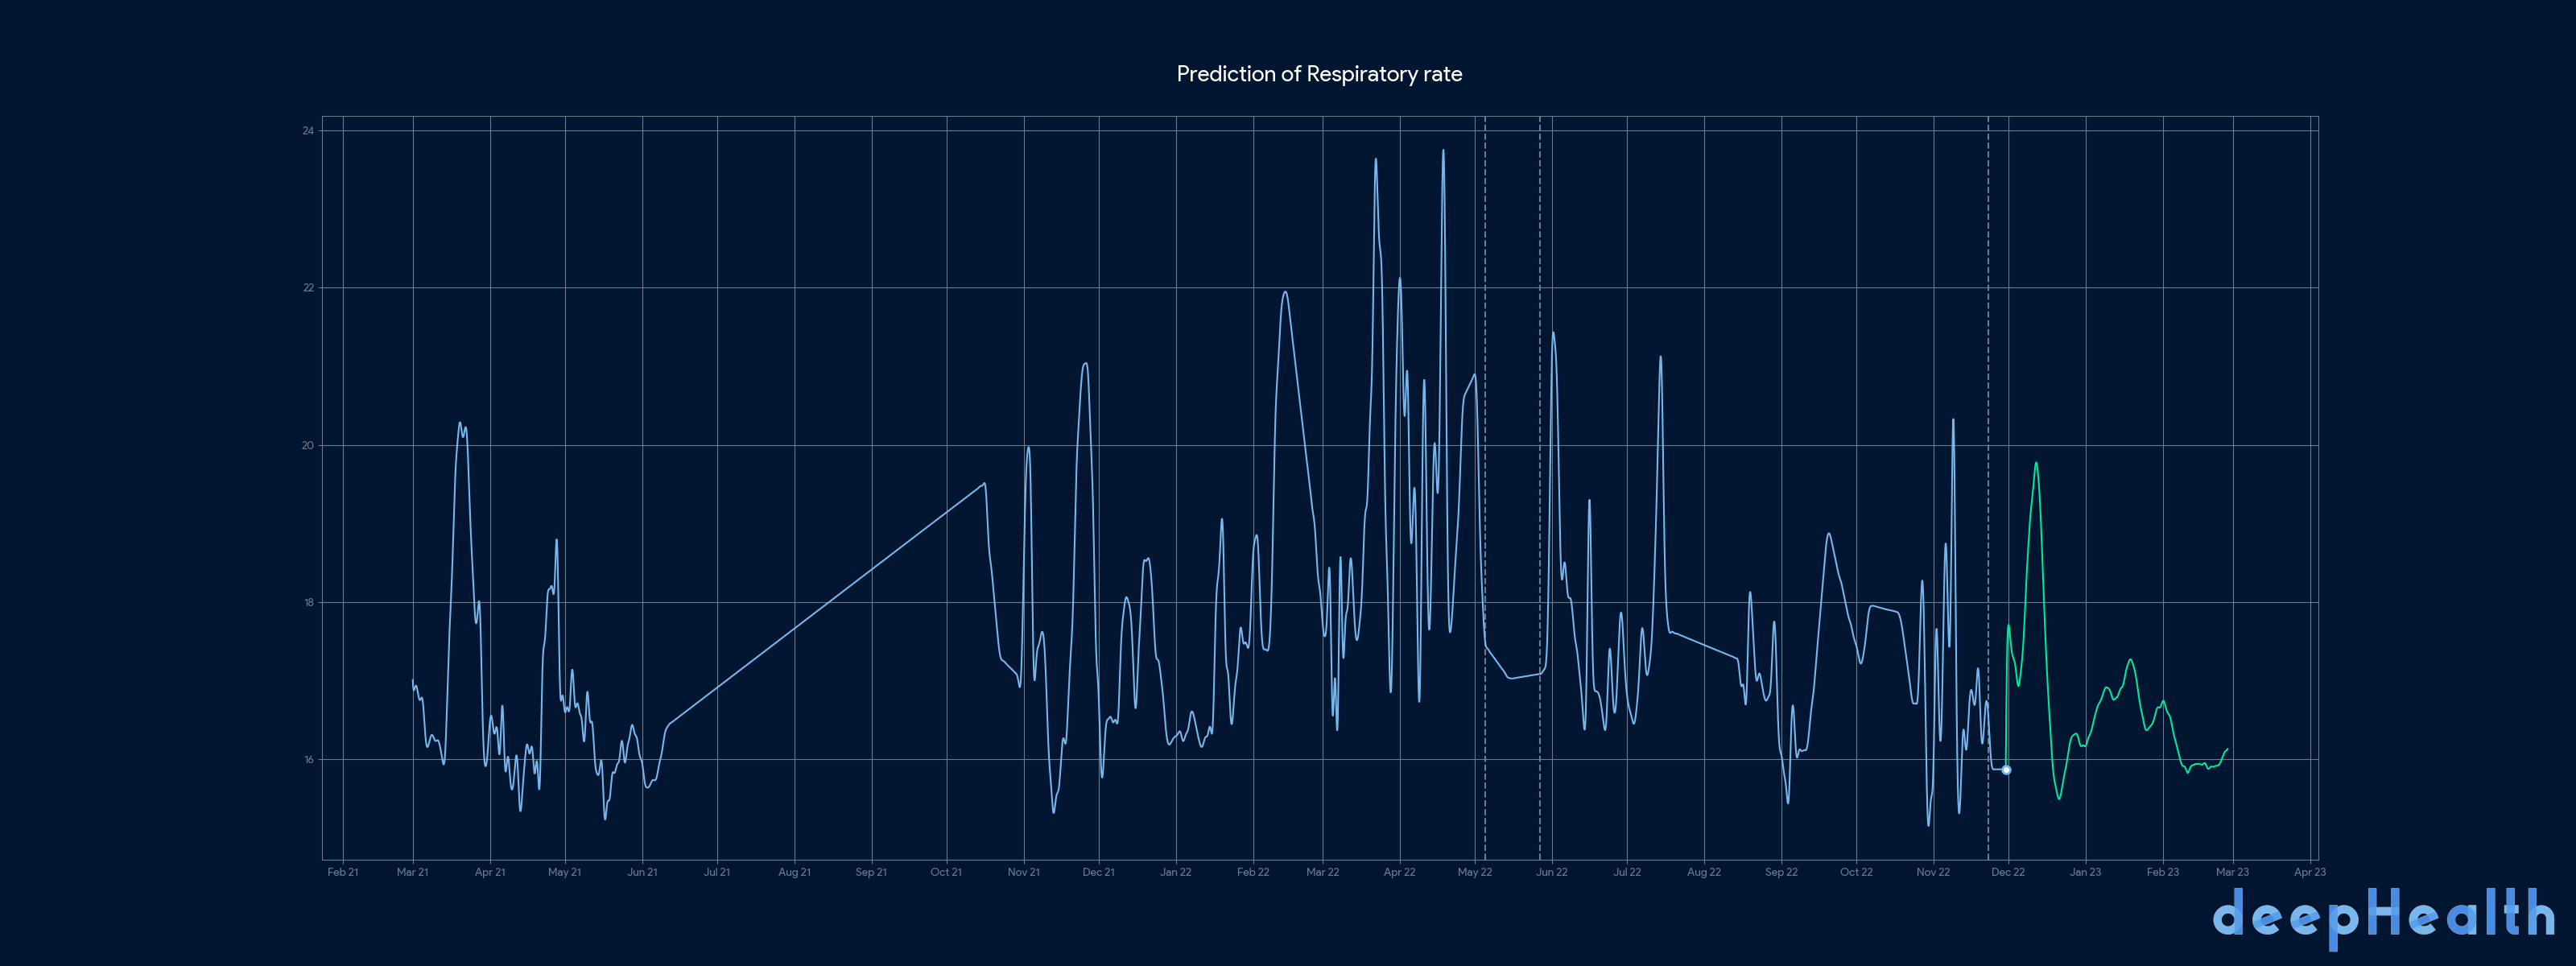 Prediction of Respiratory rate
24
22
20
18
16
Feb 21 Mar 21 Apr 21 May 21 Jun 21 Jul 21 Aug 21 Sep 21 Oct 21 Nov 21 Dec 21 Jan 22 Feb 22 Mar 22 Apr 22 May 22 Jun 22 Jul 22 Aug 22 Sep 22 Oct 22 Nov 22 Dec 22 Jan 23 Feb 23 Mar 23 Apr 23
deepHealth